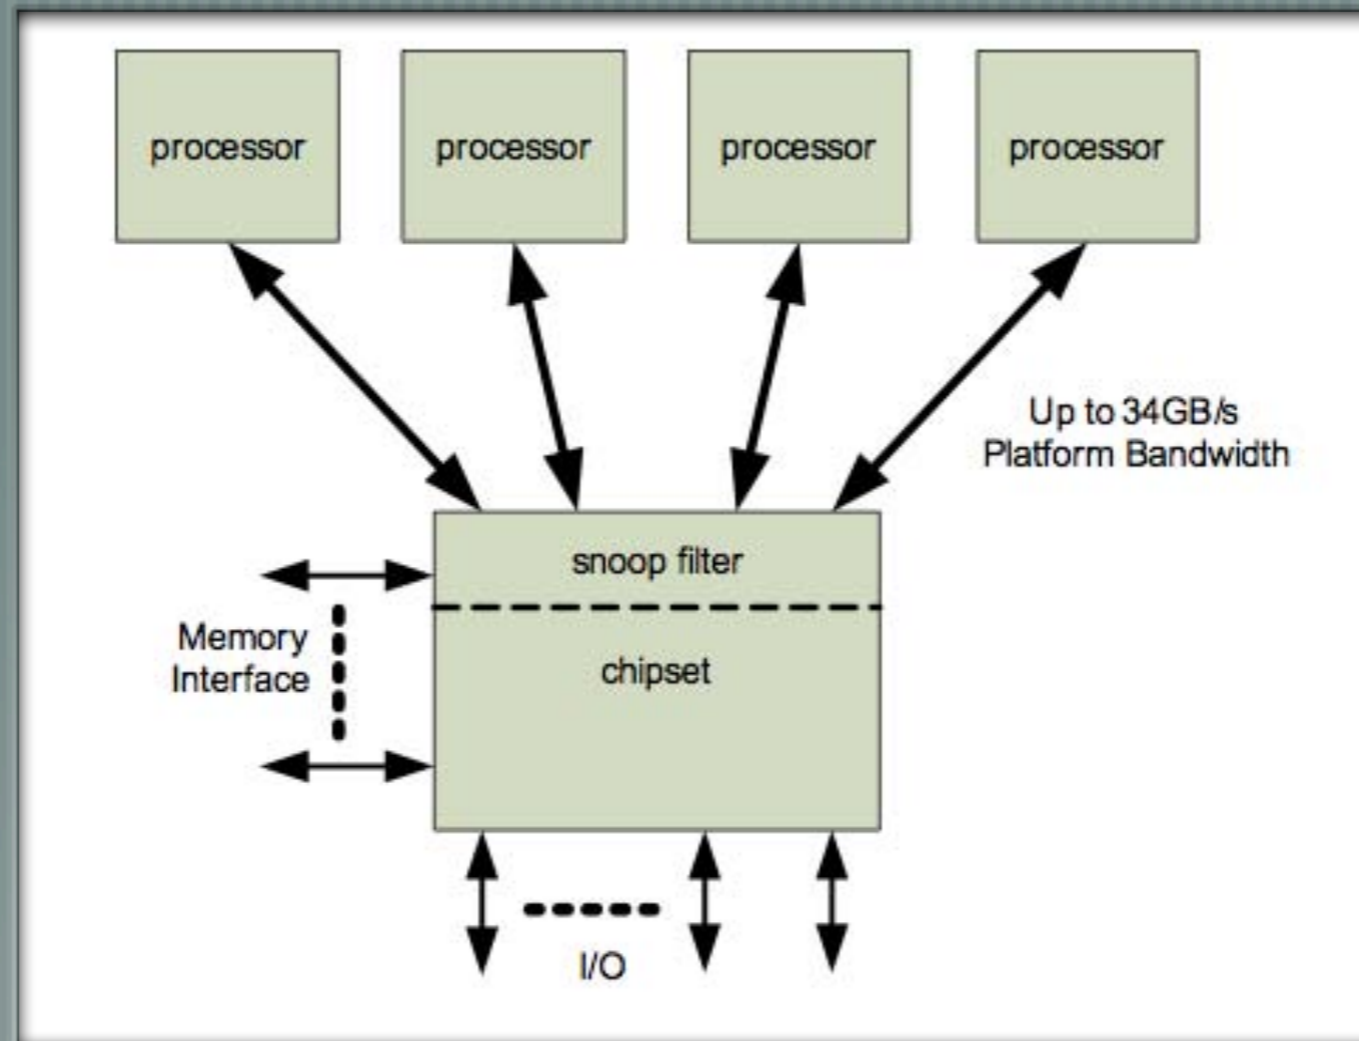 processor
processor
processor
processor
Up to 34GB/s
Platform Bandwidth
snoop filter
Memory
Interface
chipset
I/O